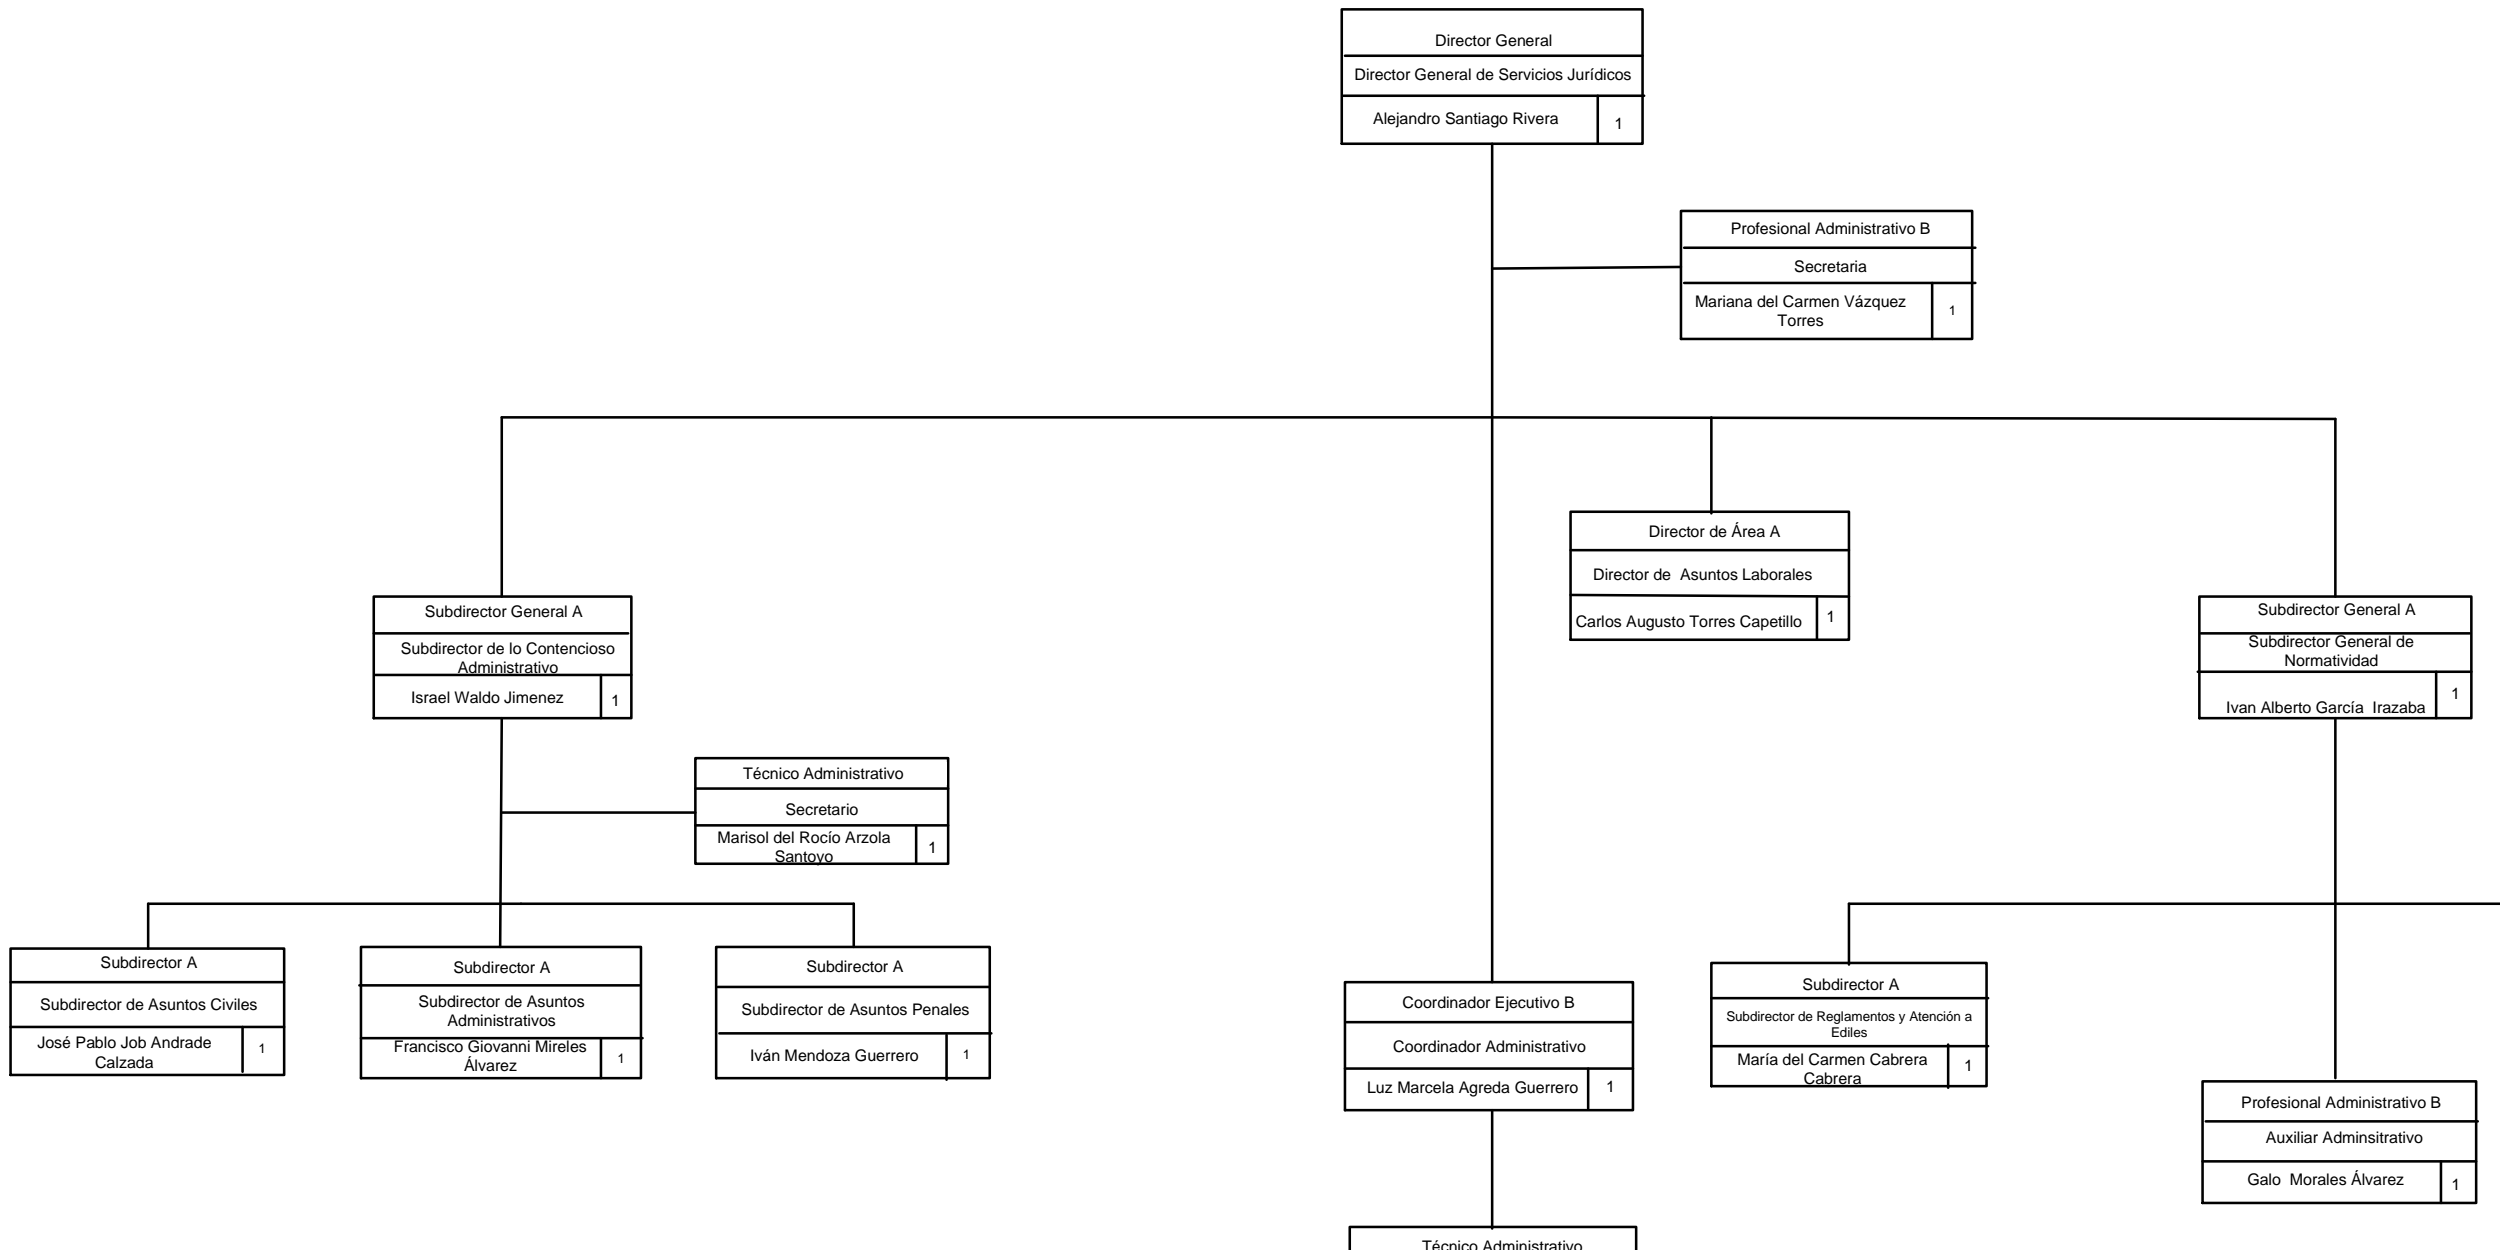 Director General
Director General de Servicios Jurídicos
Alejandro Santiago Rivera
1
Profesional Administrativo B
Secretaria
Mariana del Carmen Vázquez
Torres
1
Director de Área A
Director de  Asuntos Laborales
Carlos Augusto Torres Capetillo
1
Subdirector General A
Subdirector de lo Contencioso
Administrativo
Israel Waldo Jimenez
1
Subdirector General A
Subdirector General de
Normatividad
Ivan Alberto García  Irazaba
1
Técnico Administrativo
Secretario
Marisol del Rocío Arzola
Santoyo
1
Subdirector A
Subdirector de Asuntos Civiles
José Pablo Job Andrade
Calzada
1
Subdirector A
Subdirector de Asuntos
Administrativos
Francisco Giovanni Mireles
Álvarez
1
Subdirector A
Subdirector de Asuntos Penales
Iván Mendoza Guerrero
1
Coordinador Ejecutivo B
Coordinador Administrativo
Luz Marcela Agreda Guerrero
1
Subdirector A
Subdirector de Reglamentos y Atención a
Ediles
María del Carmen Cabrera
Cabrera
1
Profesional Administrativo B
Auxiliar Adminsitrativo
Galo  Morales Álvarez
1
Técnico Administrativo